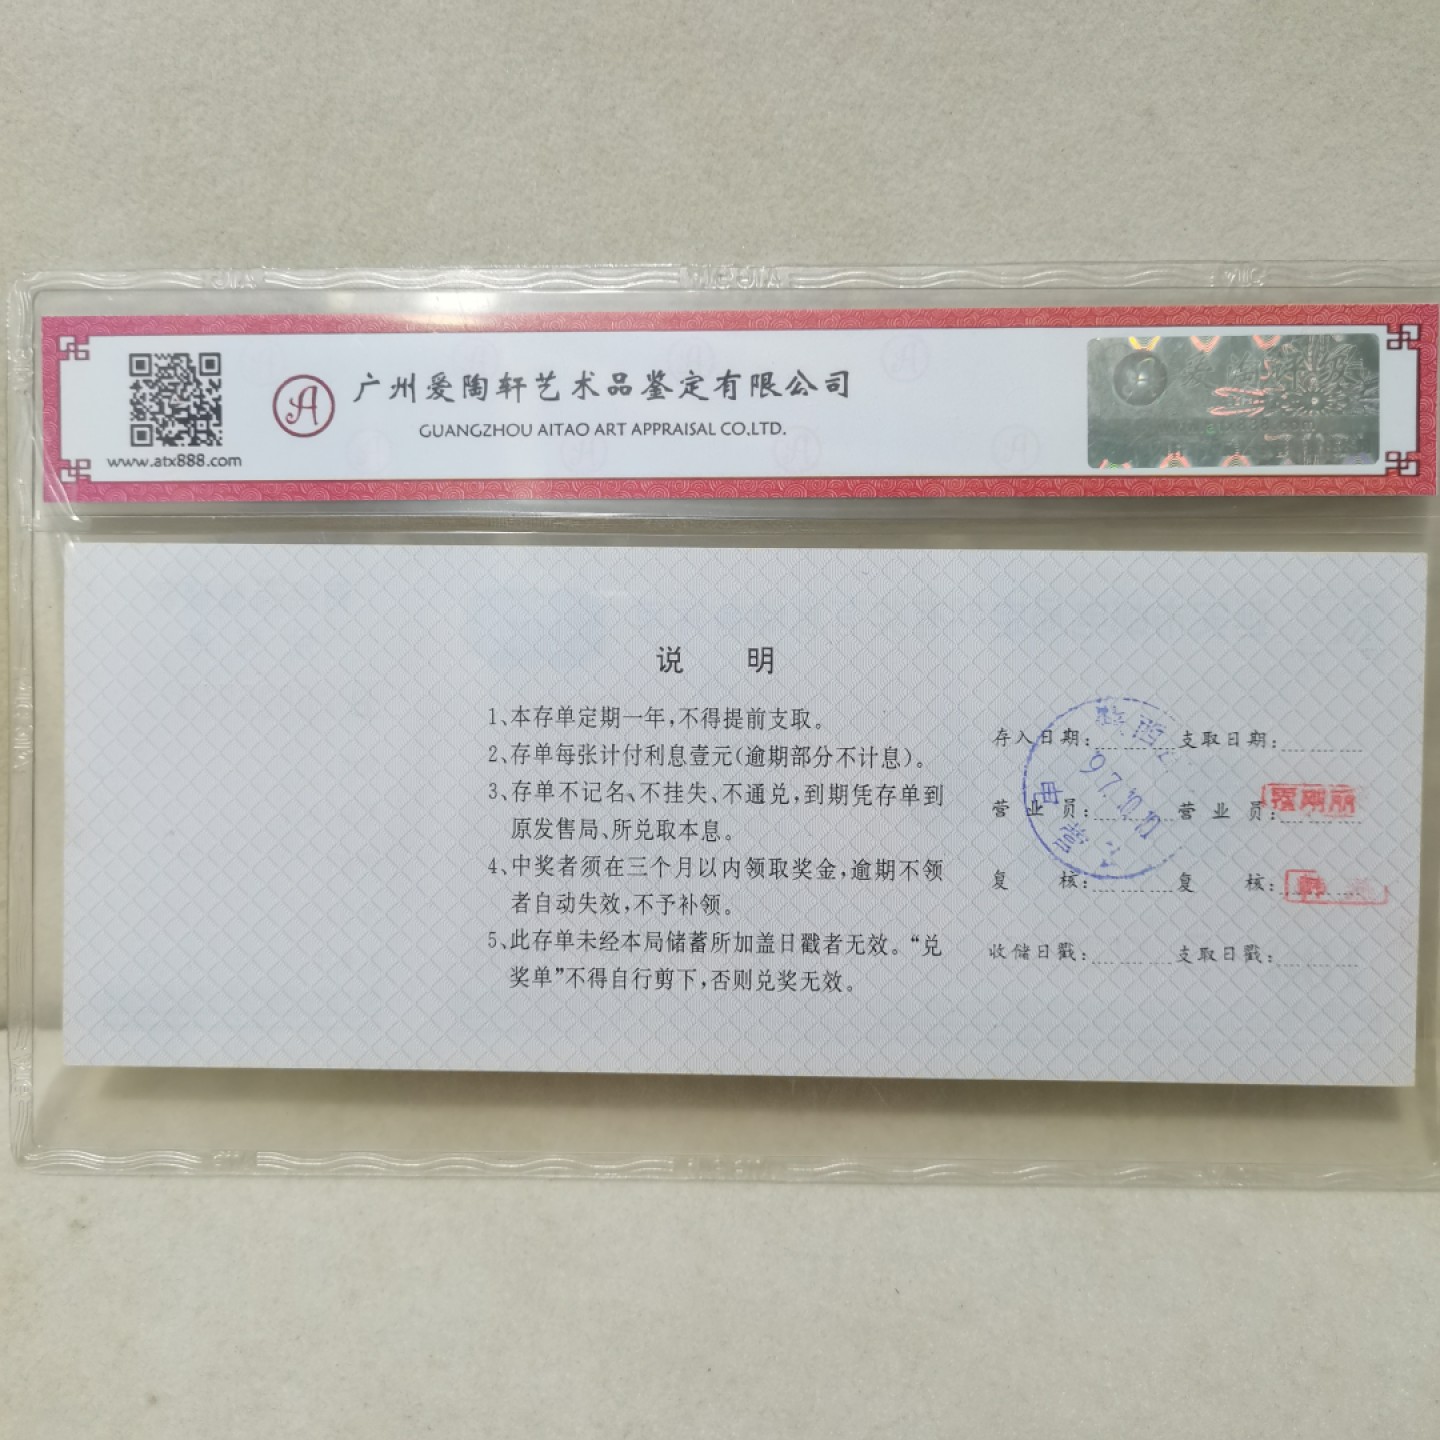 广州爱陶轩艺术品鉴定有限公司
GUANGZHOU AITAO ART APPRAISAL CO.LTD.
www.atx888.com
说 明
1、本存单定期一年,不得提前支取。
2、存单每张计付利息壹元(逾期部分不计息)。
3、存单不记名、不挂失、不通兑,到期凭存单到
原发售局、所兑取本息。
4、中奖者须在三个月以内领取奖金,逾期不领
者自动失效,不予补领。
5、此存单未经本局储蓄所加盖日戳者无效。“兑
奖单”不得自行剪下,否则兑奖无效。
存入日期: 支取日期:
营业员: 营业员:
复 核: 复 核:
收储日戳: 支取日戳:
陕西
97.10.10